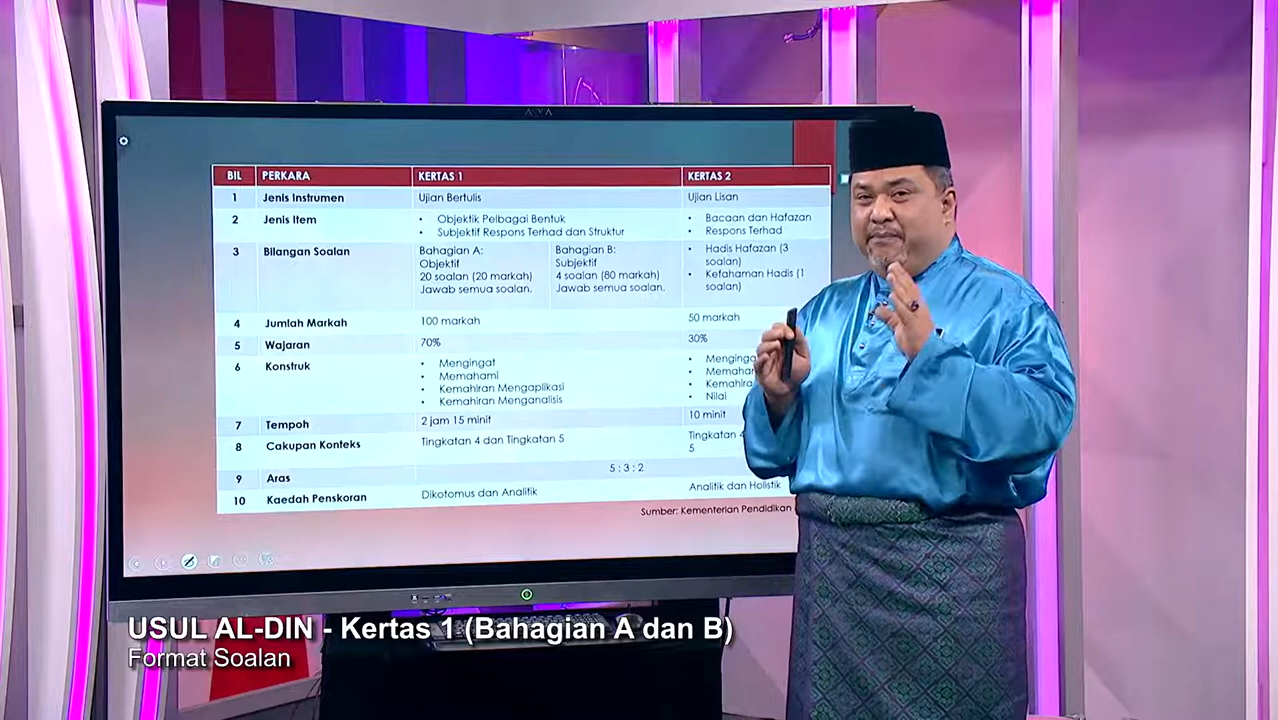 BIL PERKARA KERTAS 1 KERTAS 2
1 Jenis Instrumen Ujian Bertulis Ujian Lisan
2 Jenis Item • Objektik Pelbagai Bentuk • Bacaan dan Hafazan
• Subjektif Respons Terhad dan Struktur • Respons Terhad
3 Bilangan Soalan Bahagian A: Bahagian B: • Hadis Hafazan (3
Objektif Subjektif soalan)
20 soalan (20 markah) 4 soalan (80 markah) • Kefahaman Hadis (1
Jawab semua soalan. Jawab semua soalan. soalan)
4 Jumlah Markah 100 markah 50 markah
5 Wajaran 70% 30%
6 Konstruk • Mengingat •
• Memahami •
• Kemahiran Mengaplikasi •
• Kemahiran Menganalisis • Nilai
7 Tempoh 2 jam 15 minit 10 minit
8 Cakupan Konteks Tingkatan 4 dan Tingkatan 5 Tingkatan 4
5
9 Aras 5 : 3 : 2
10 Kaedah Penskoran Dikotomus dan Analitik Analitik dan Holistik
Sumber: Kementerian Pendidikan
USUL AL-DIN - Kertas 1 (Bahagian A dan B)
Format Soalan